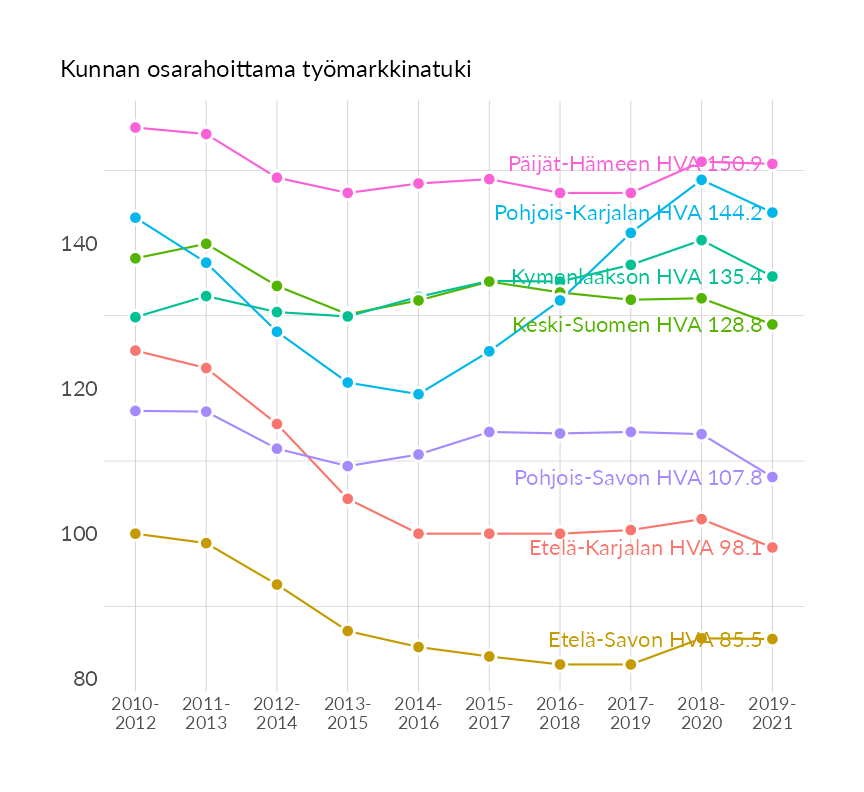 Kunnan osarahoittama työmarkkinatuki
Päijät-Hämeen HVA 150.9
Pohjois-Karjalan HVA 144.2
140
Kymenlaakson HVA 135.4
Keski-Suomen HVA 128.8
120
Pohjois-Savon HVA 107.8
100
Etelä-Karjalan HVA 98.1
Etelä-Savon HVA 85.5
80
2010- 2011- 2012- 2013- 2014- 2015- 2016- 2017- 2018- 2019-
2012 2013 2014 2015 2016 2017 2018 2019 2020 2021